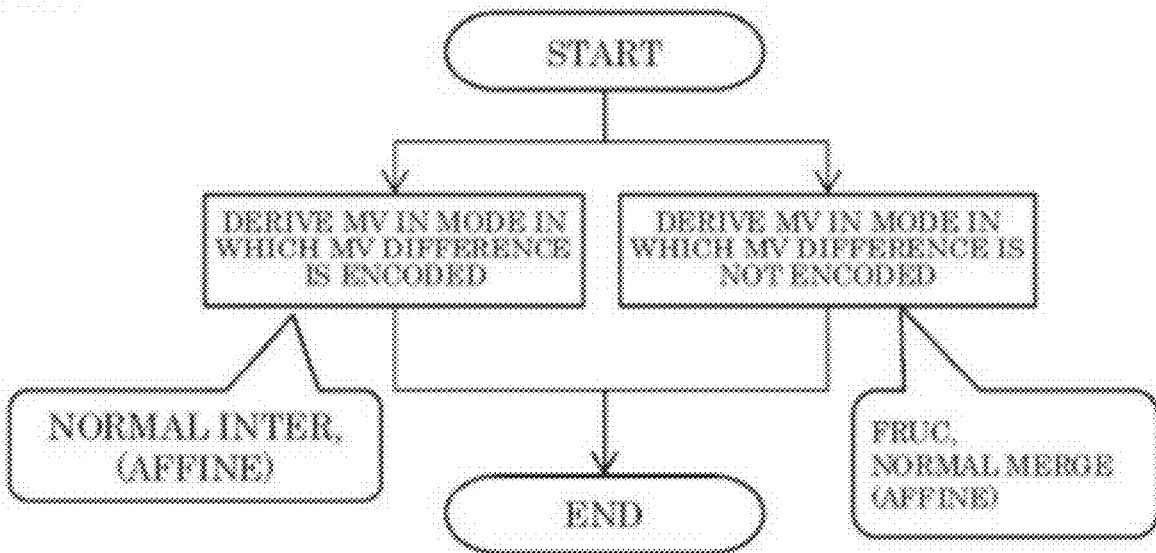 START
DERIVE MV IN MODE IN
WHICH MV DIFFERENCE
IS ENCODED
DERIVE MV IN MODE IN
WHICH MV DIFFERENCE IS
NOT ENCODED
NORMAL INTER,
(AFFINE)
FRUC,
NORMAL MERGE
(AFFINE)
END